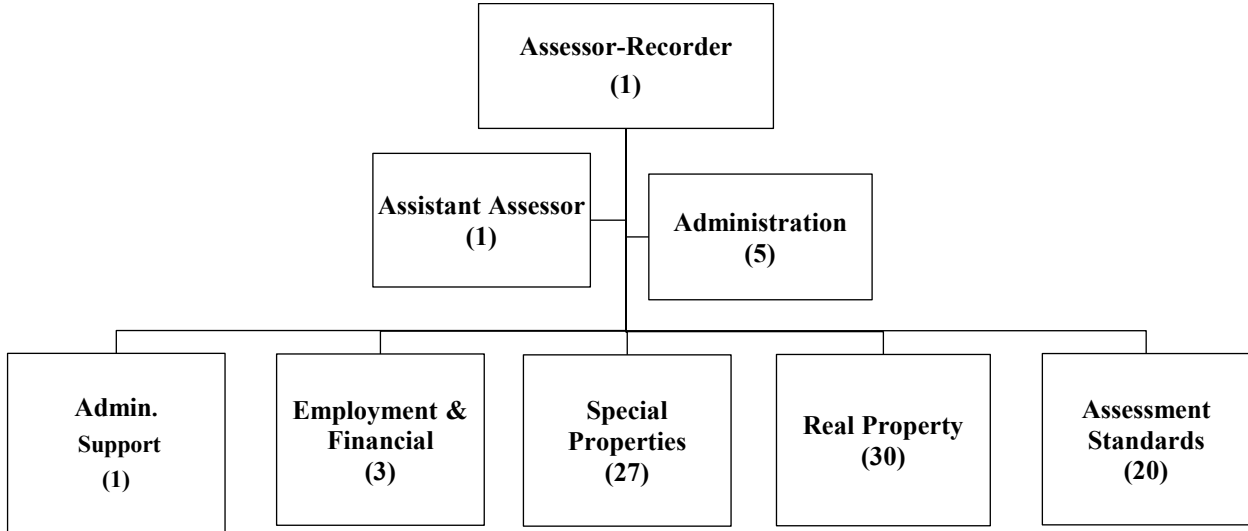 Assessor-Recorder
(1)
Assistant Assessor
(1)
Administration
(5)
Admin.
Support
(1)
Employment &
Financial
(3)
Special
Properties
(27)
Real Property
(30)
Assessment
Standards
(20)